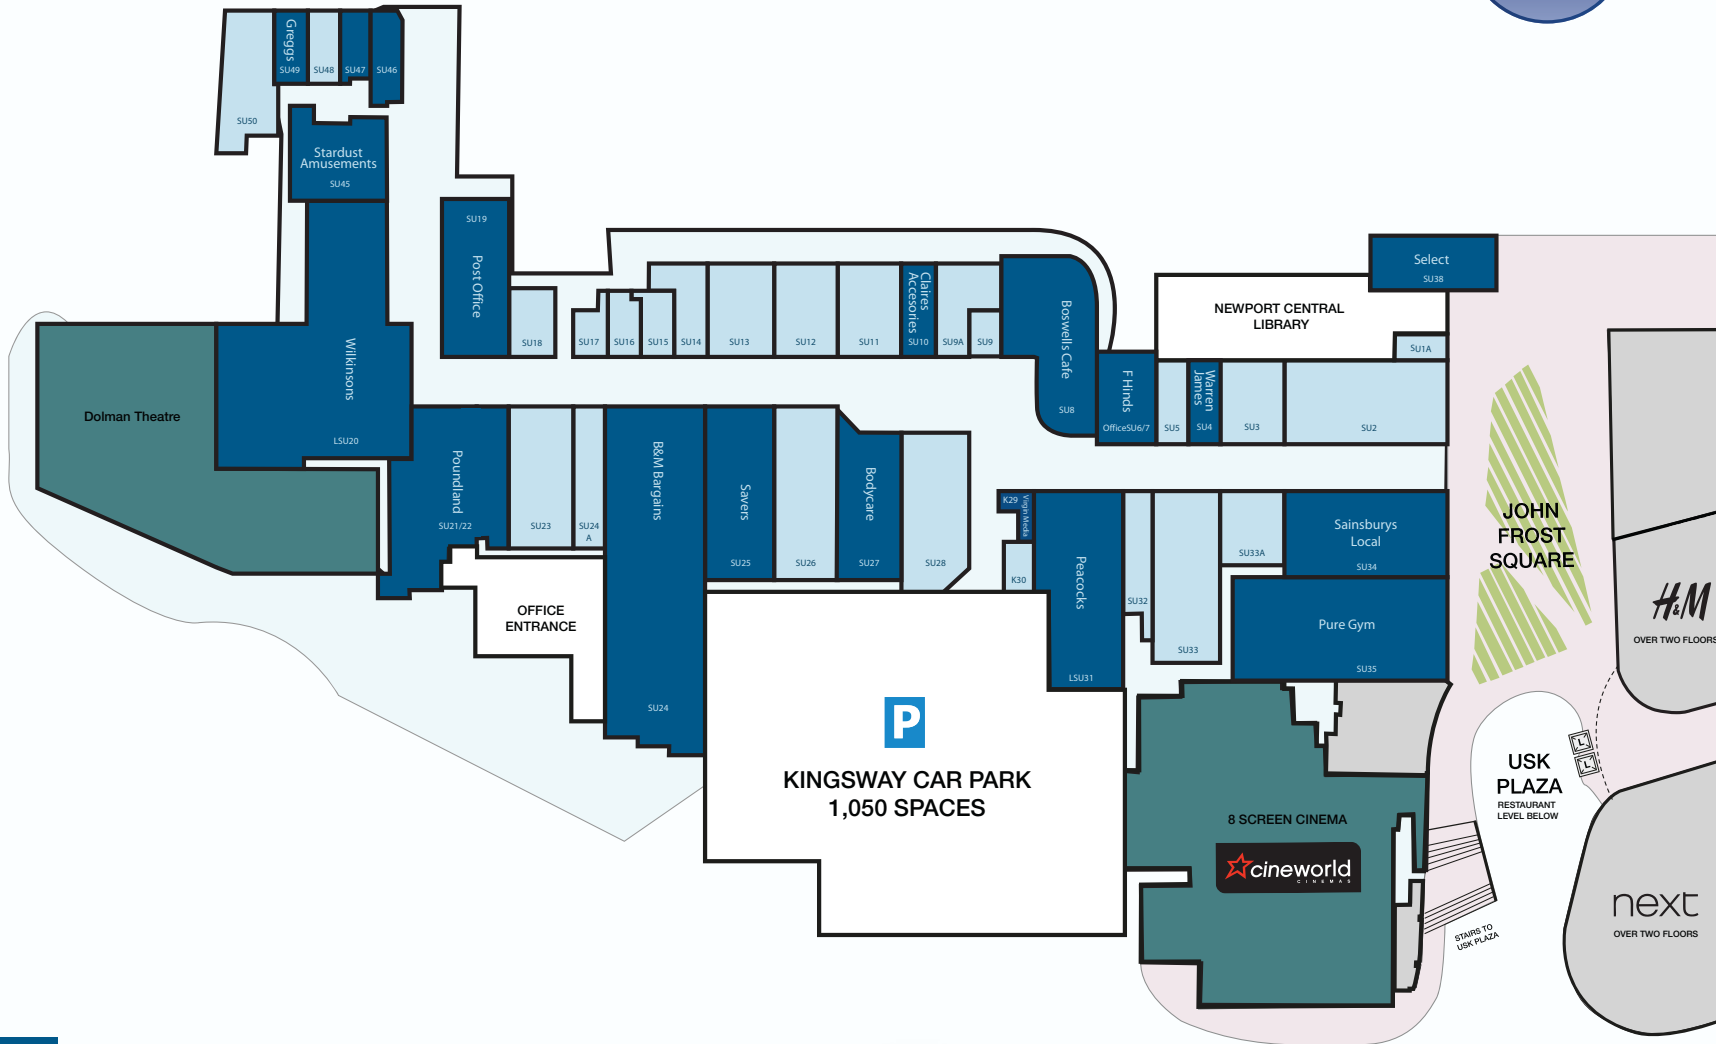 Greggs
SU49
SU48
SU47
SU46
SU50
Stardust
Amusements
SU45
SU19
Post Office
SU18
SU17
SU16
SU15
SU14
SU13
SU12
SU11
Claires
Accesories
SU10
SU9A
SU9
Boswells Cafe
SU8
F Hinds
OfficeSU6/7
SU5
Warren
James
SU4
SU3
SU2
SU1A
NEWPORT CENTRAL
LIBRARY
Select
SU38
Dolman Theatre
Wilkinsons
LSU20
Poundland
SU21/22
SU23
SU24
A
B&M Bargains
SU24
Savers
SU25
SU26
Bodycare
SU27
SU28
K29
Virgin Media
K30
Peacocks
LSU31
SU32
SU33
SU33A
Sainsburys
Local
SU34
Pure Gym
SU35
OFFICE
ENTRANCE
P
KINGSWAY CAR PARK
1,050 SPACES
8 SCREEN CINEMA
cineworld
CINEMAS
JOHN
FROST
SQUARE
H&M
OVER TWO FLOORS
USK
PLAZA
RESTAURANT
LEVEL BELOW
L
L
next
OVER TWO FLOORS
STAIRS TO
USK PLAZA